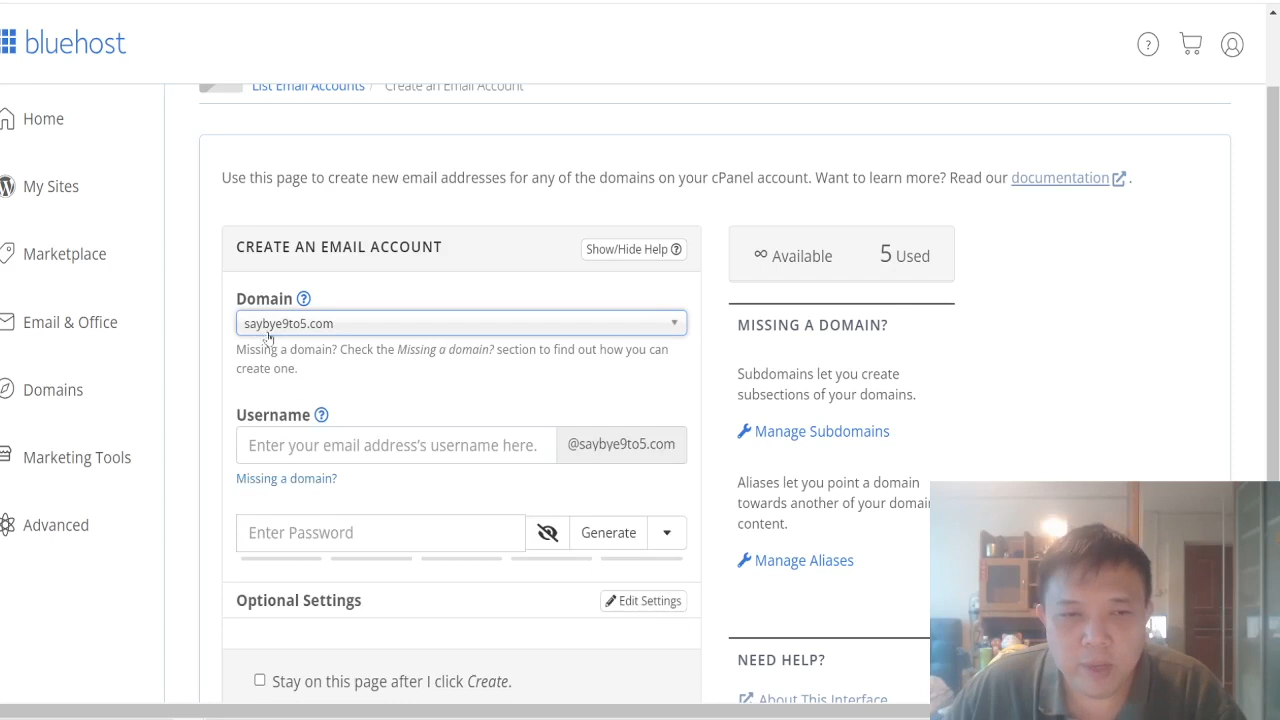 bluehost
?
List Email Accounts / Create an Email Account
Home
My Sites
Marketplace
Email & Office
Domains
Marketing Tools
Advanced
Use this page to create new email addresses for any of the domains on your cPanel account. Want to learn more? Read our documentation .
CREATE AN EMAIL ACCOUNT
Show/Hide Help ?
Domain ?
saybye9to5.com
Missing a domain? Check the Missing a domain? section to find out how you can
create one.
Username ?
Enter your email address's username here. @saybye9to5.com
Missing a domain?
Enter Password
Generate
Optional Settings
Edit Settings
Stay on this page after I click Create.
∞ Available 5 Used
MISSING A DOMAIN?
Subdomains let you create
subsections of your domains.
Manage Subdomains
Aliases let you point a domain
towards another of your domain
content.
Manage Aliases
NEED HELP?
About This Interface